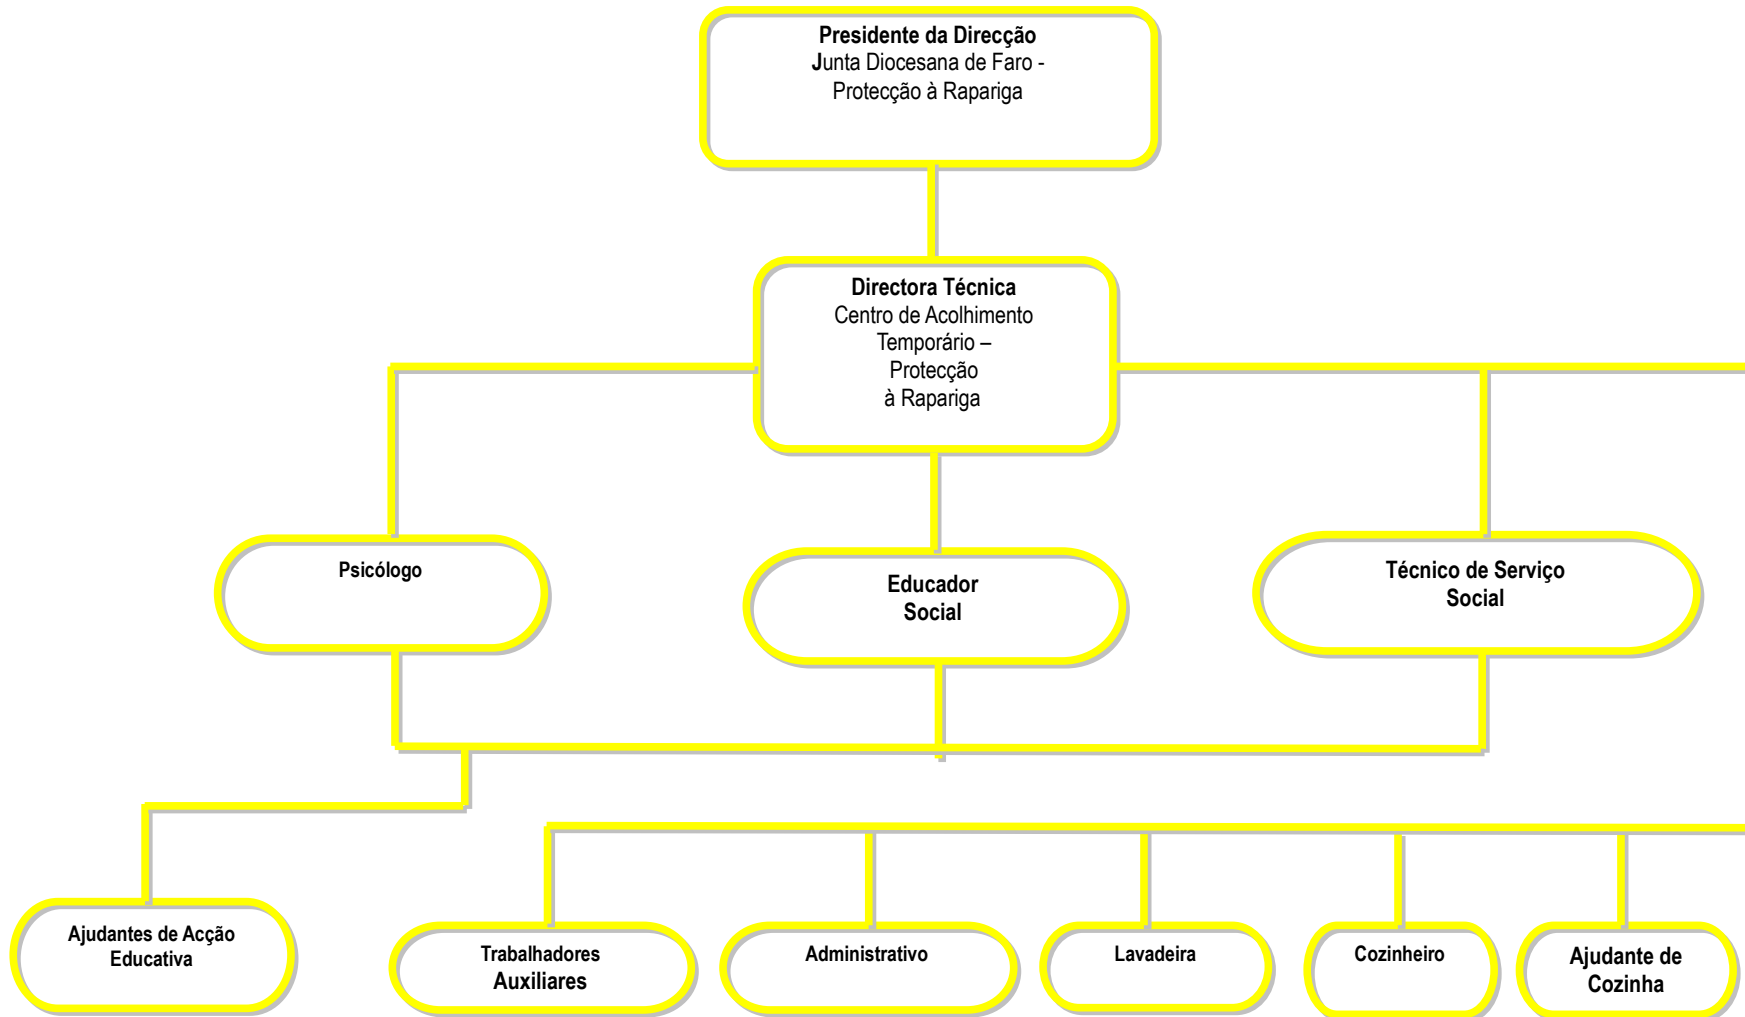 Presidente da Direcção
Junta Diocesana de Faro -
Protecção à Rapariga
Directora Técnica
Centro de Acolhimento
Temporário –
Protecção
à Rapariga
Psicólogo
Educador
Social
Técnico de Serviço
Social
Ajudantes de Acção
Educativa
Trabalhadores
Auxiliares
Administrativo
Lavadeira
Cozinheiro
Ajudante de
Cozinha